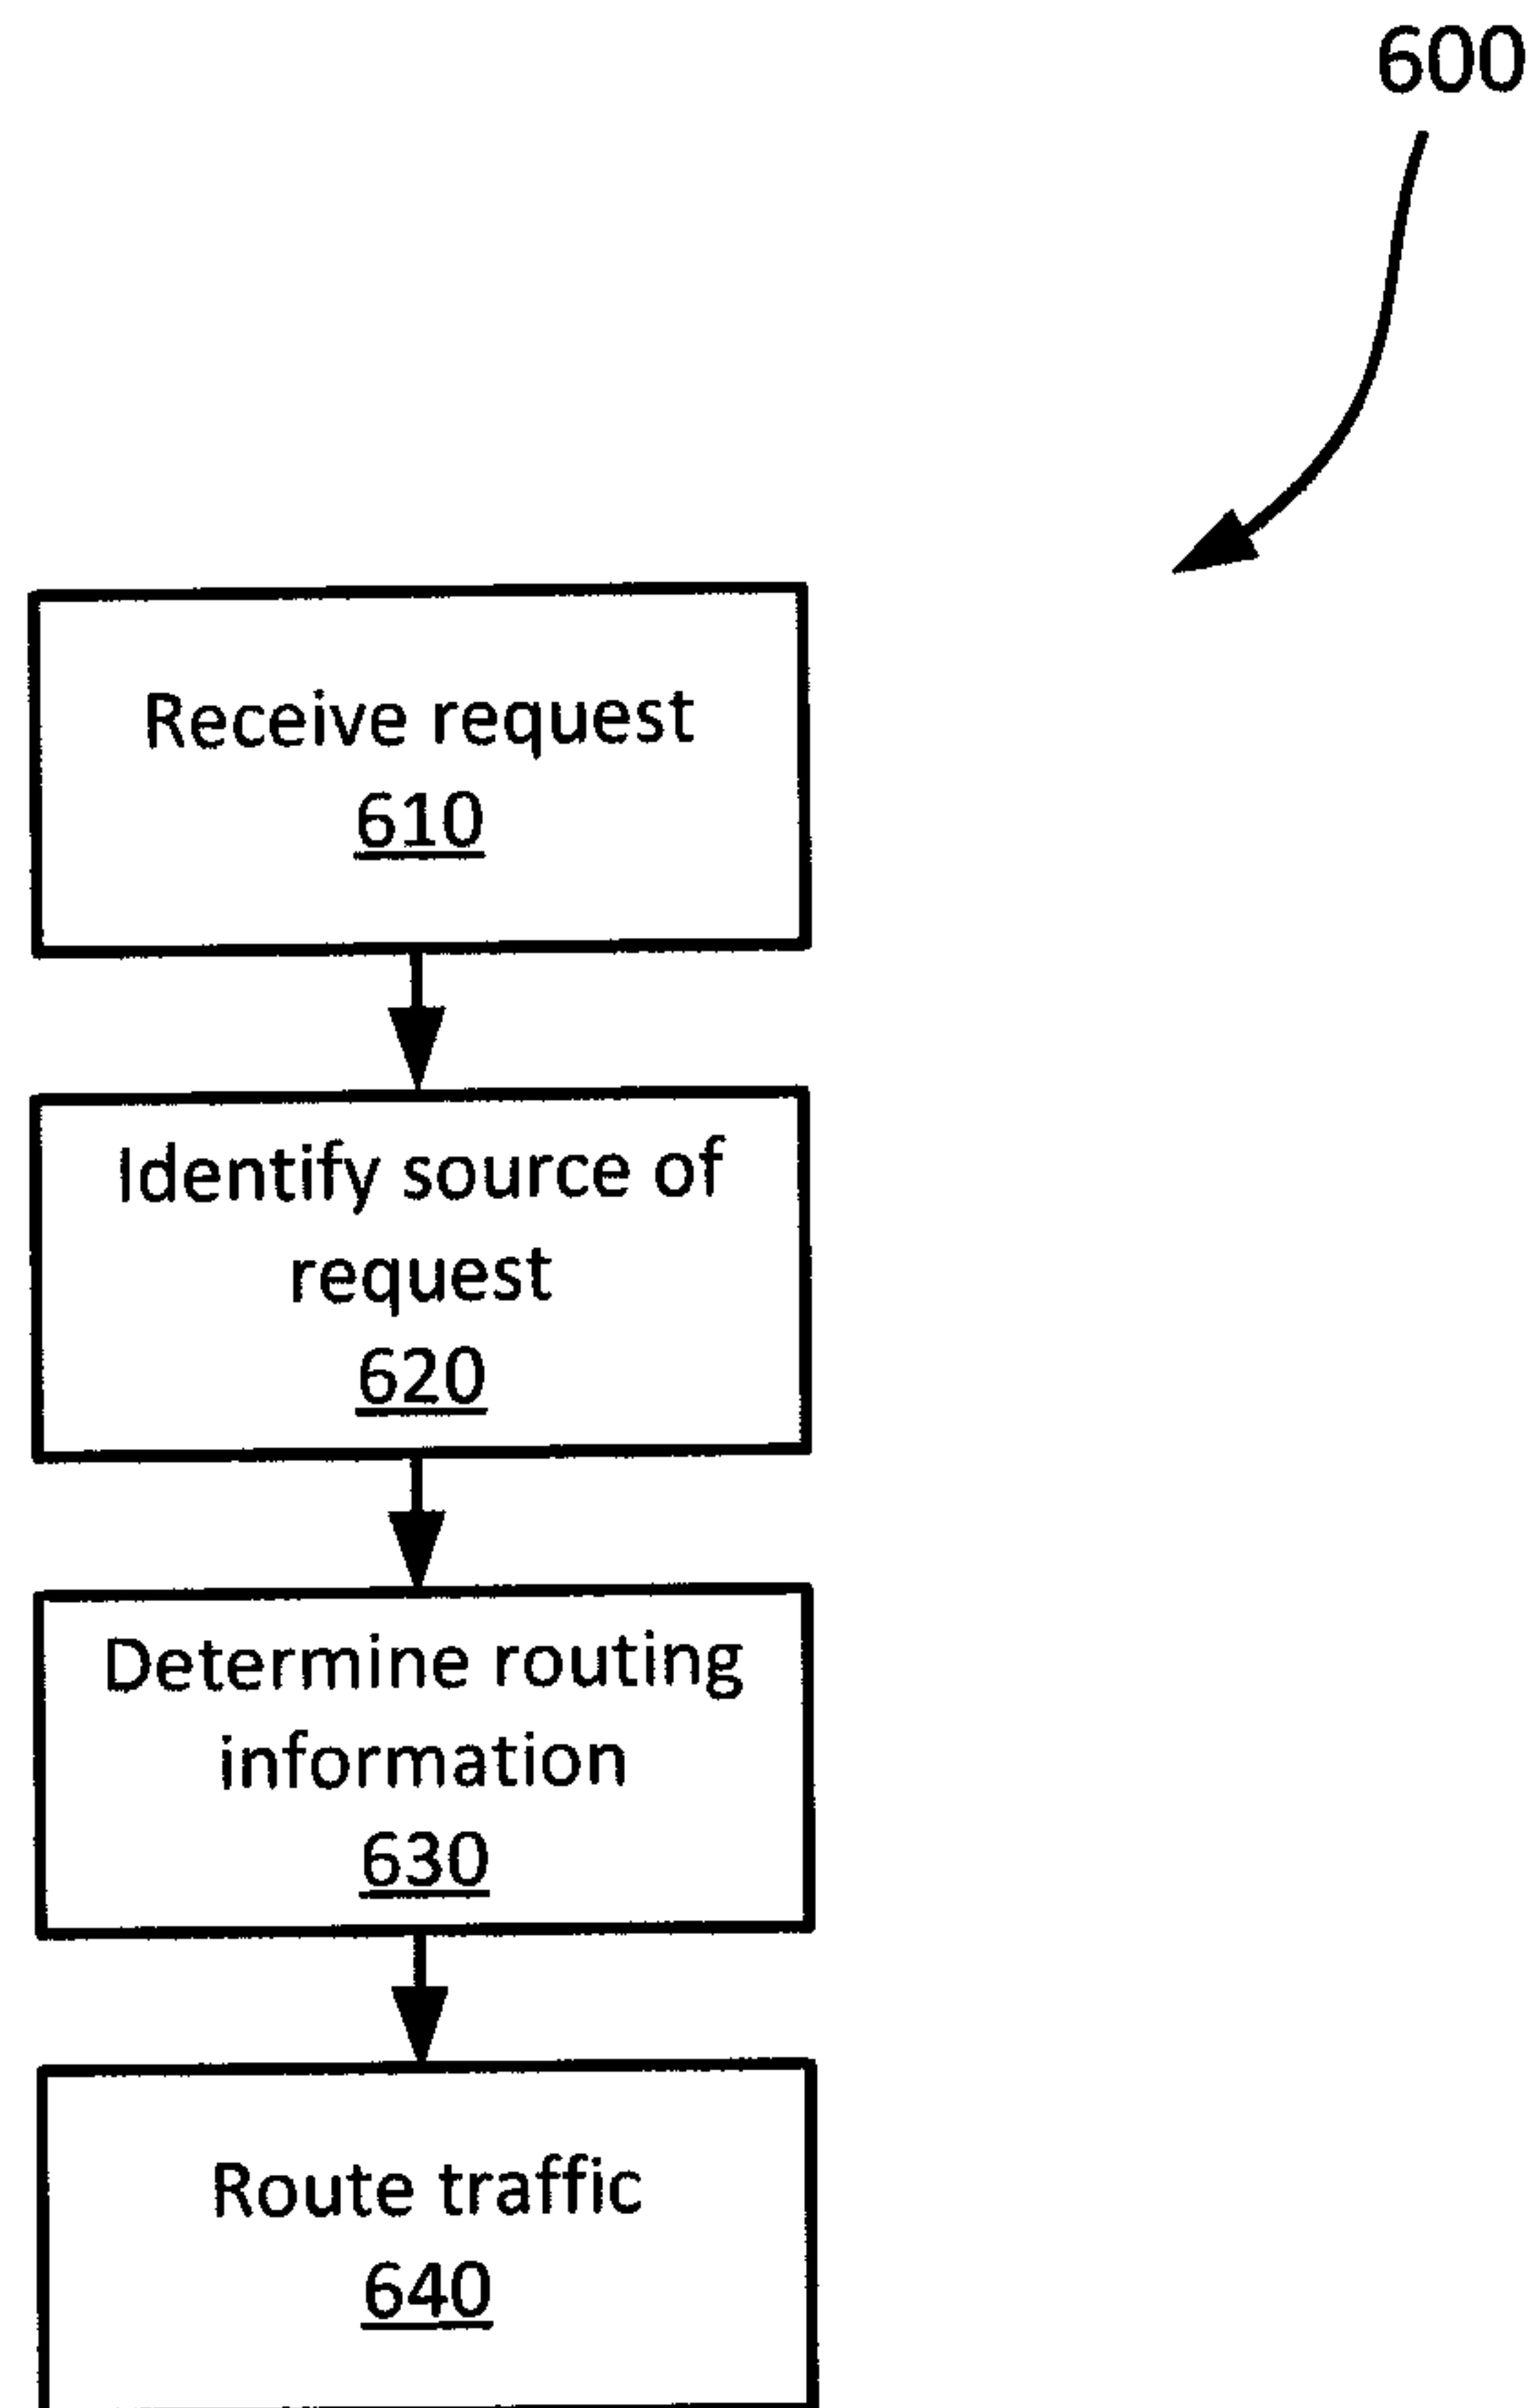 600
Receive request
610
Identify source of
request
620
Determine routing
information
630
Route traffic
640